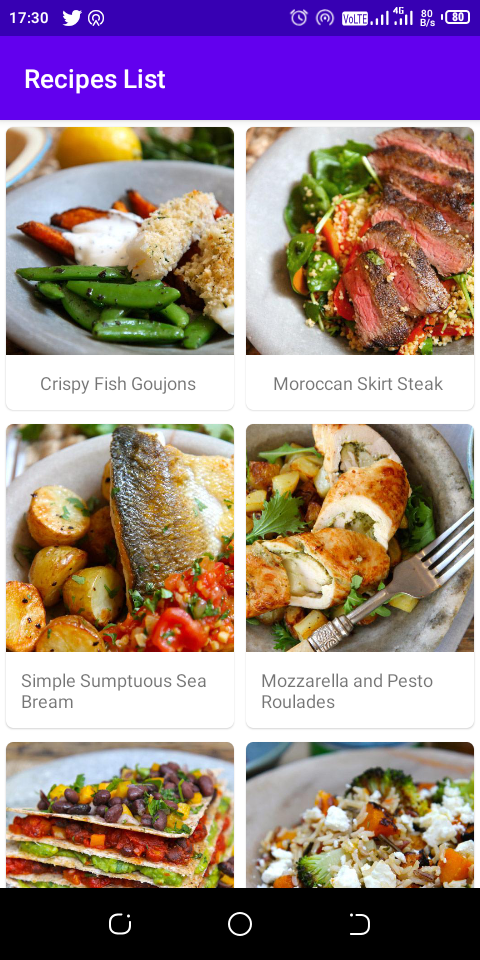 17:30
VoLTE
4G
80
B/s
80
Recipes List
Crispy Fish Goujons
Moroccan Skirt Steak
Simple Sumptuous Sea
Bream
Mozzarella and Pesto
Roulades